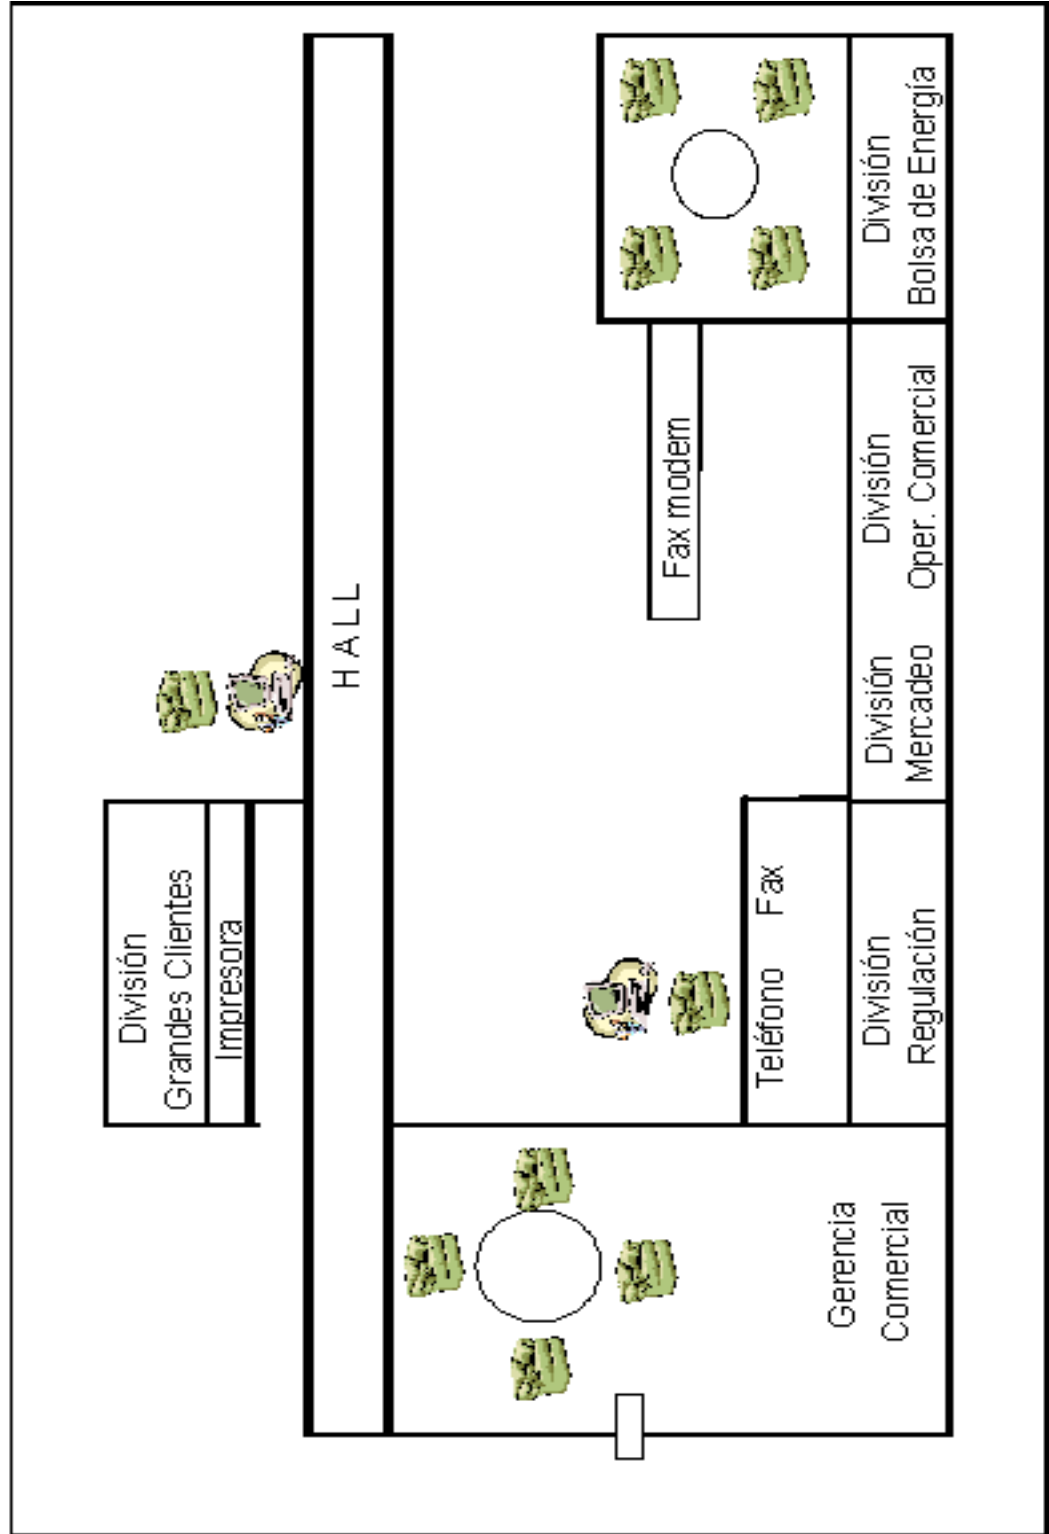 División
Grandes Clientes
Impresora
HALL
Fax modem
Teléfono Fax
Gerencia
Comercial
División
Regulación
División
Mercadeo
División
Oper. Comercial
División
Bolsa de Energía